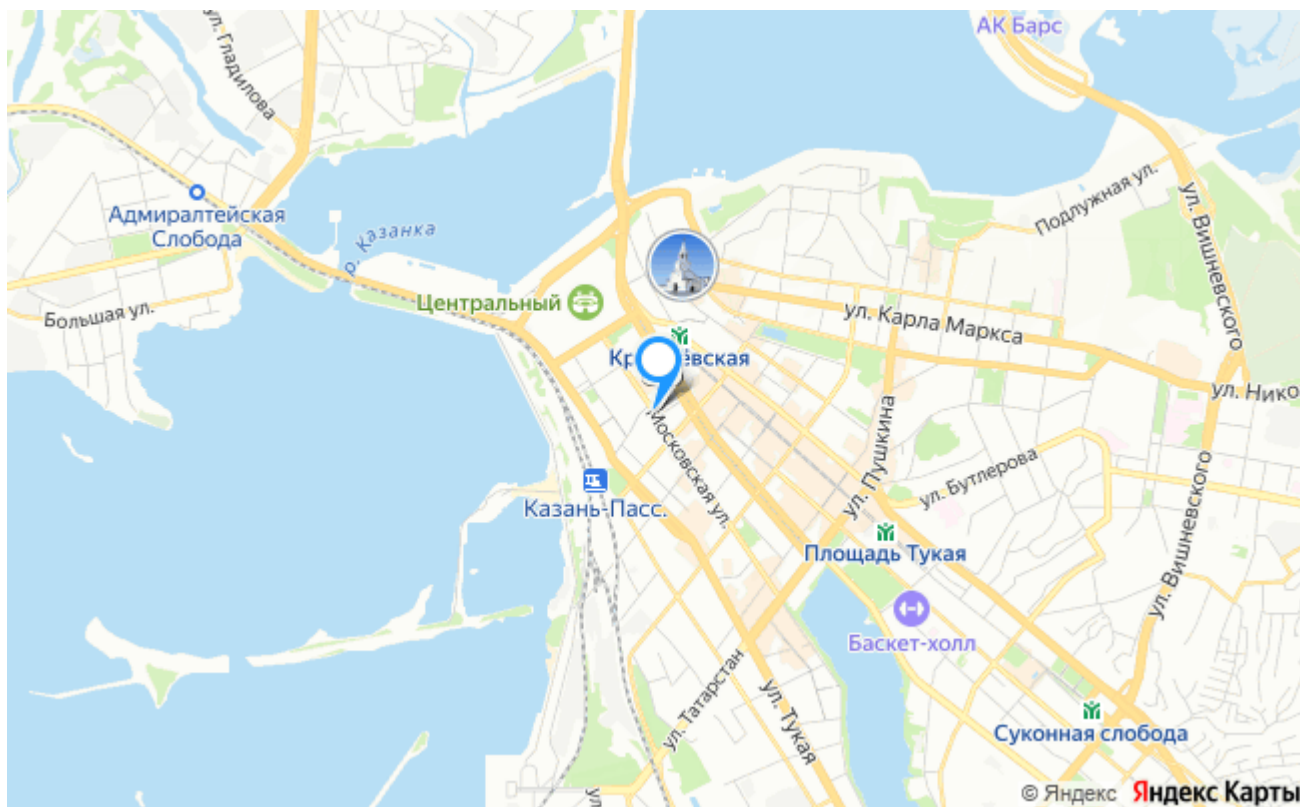 АК Барс
ул. Гладилова
Подлужная ул.
ул. Вишневского
Адмиралтейская
Слобода
р. Казанка
Центральный
Большая ул.
ул. Карла Маркса
ул. Нико
ул. Пушкина
Московская ул.
ул. Бутлерова
Казань-Пасс.
ул. Вишневского
Площадь Тукая
Баскет-холл
ул. Татарстан
ул. Тукая
Суконная слобода
© Яндекс Яндекс Карты